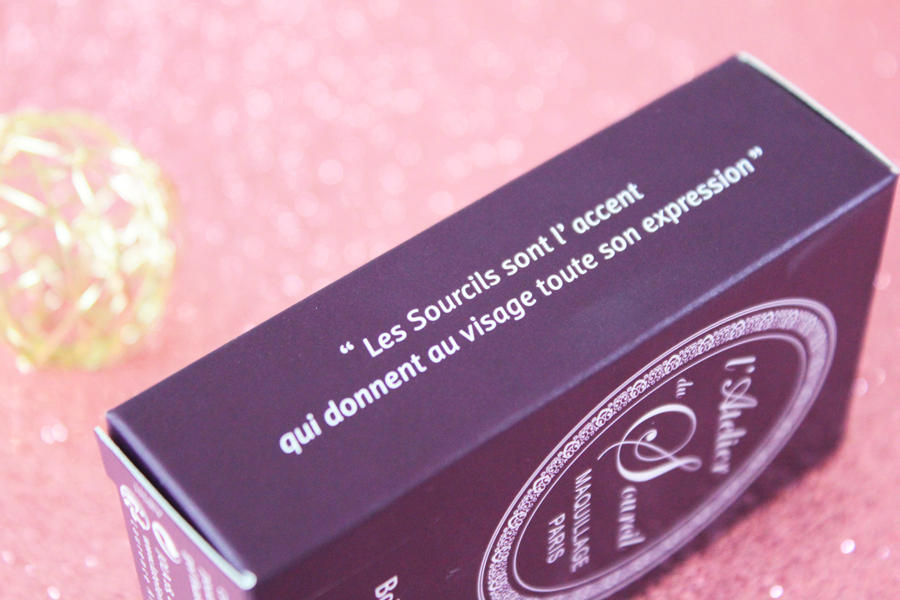 “ Les Sourcils sont l’ accent
qui donnent au visage toute son expression”
l'Atelier
du
Sourcil
MAQUILLAGE
PARIS